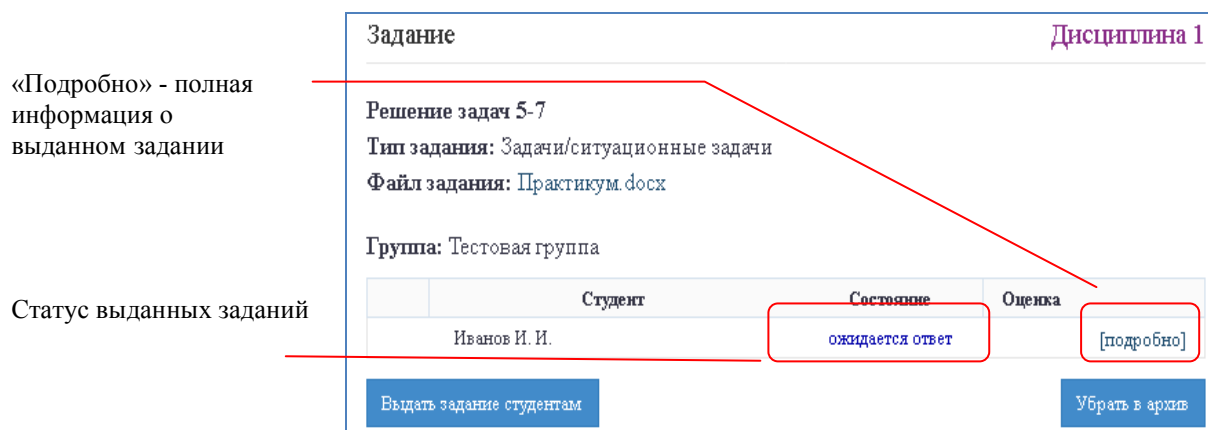 Задание
Дисциплина 1
«Подробно» - полная
информация о
выданном задании
Решение задач 5-7
Тип задания: Задачи/ситуационные задачи
Файл задания: Практикум.docx
Группа: Тестовая группа
Статус выданных заданий
Студент Состояние Оценка
Иванов И. И. ожидается ответ [подробно]
Выдать задание студентам
Убрать в архив